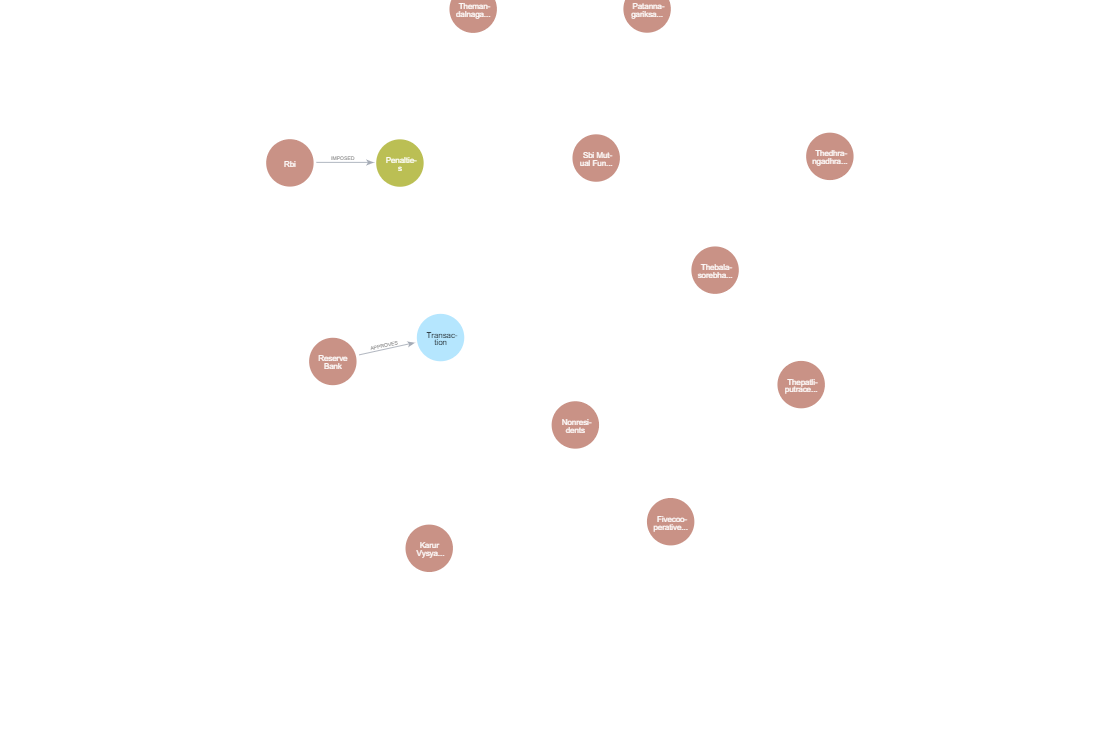 Theman-
dalnaga...
Patanna-
gariksa...
Rbi
IMPOSED
Penaltie-
s
Sbi Mut-
ual Fun...
Thedhra-
ngadhra...
Thebala-
sorebha...
Reserve
Bank
APPROVED
Transac-
tion
Thepatli-
putrace...
Nonresi-
dents
Fivecoo-
perative...
Karur
Vysya...